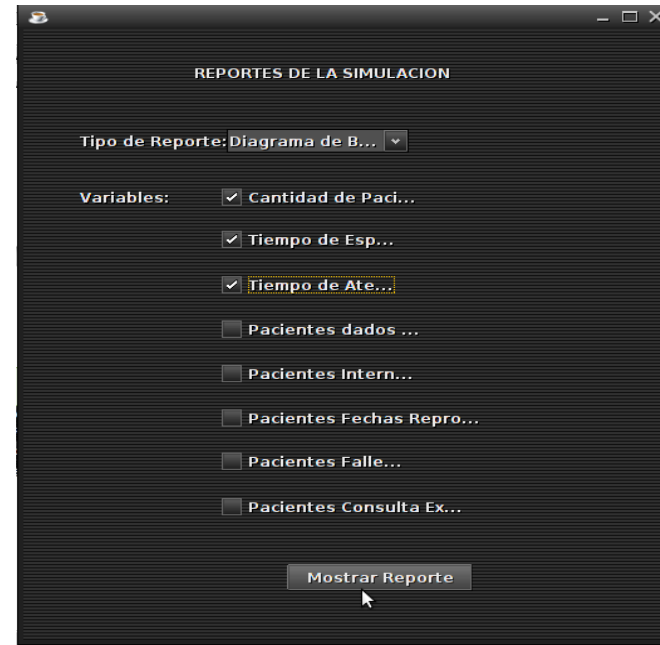 REPORTES DE LA SIMULACION
Tipo de Reporte: Diagrama de B...
Variables: Cantidad de Paci...
Tiempo de Esp...
Tiempo de Ate...
Pacientes dados ...
Pacientes Intern...
Pacientes Fechas Repro...
Pacientes Falle...
Pacientes Consulta Ex...
Mostrar Reporte